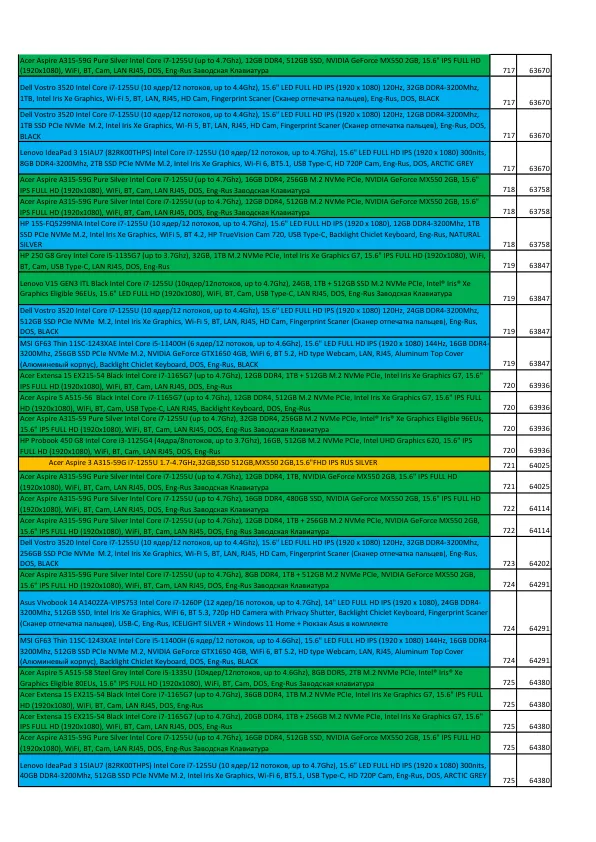 Acer Aspire A315-59G Pure Silver Intel Core i7-1255U (up to 4.7Ghz), 12GB DDR4, 512GB SSD, NVIDIA GeForce MX550 2GB, 15.6" IPS FULL HD
(1920x1080), WiFi, BT, Cam, LAN RJ45, DOS, Eng-Rus Заводская Клавиатура 717 63670
Dell Vostro 3520 Intel Core i7-1255U (10 ядер/12 потоков, up to 4.4Ghz), 15.6" LED FULL HD IPS (1920 x 1080) 120Hz, 32GB DDR4-3200Mhz,
1TB, Intel Iris Xe Graphics, Wi-Fi 5, BT, LAN, RJ45, HD Cam, Fingerprint Scaner (Сканер отпечатка пальцев), Eng-Rus, DOS, BLACK 717 63670
Dell Vostro 3520 Intel Core i7-1255U (10 ядер/12 потоков, up to 4.4Ghz), 15.6" LED FULL HD IPS (1920 x 1080) 120Hz, 12GB DDR4-3200Mhz,
1TB SSD PCIe NVMe M.2, Intel Iris Xe Graphics, Wi-Fi 5, BT, LAN, RJ45, HD Cam, Fingerprint Scaner (Сканер отпечатка пальцев), Eng-Rus, DOS,
BLACK 717 63670
Lenovo IdeaPad 3 15IAU7 (82RK00THPS) Intel Core i7-1255U (10 ядер/12 потоков, up to 4.7Ghz), 15.6" LED FULL HD IPS (1920 x 1080) 300nits,
8GB DDR4-3200Mhz, 2TB SSD PCIe NVMe M.2, Intel Iris Xe Graphics, Wi-Fi 6, BT5.1, USB Type-C, HD 720P Cam, Eng-Rus, DOS, ARCTIC GREY 717 63670
Acer Aspire A315-59G Pure Silver Intel Core i7-1255U (up to 4.7Ghz), 16GB DDR4, 256GB M.2 NVMe PCIe, NVIDIA GeForce MX550 2GB, 15.6"
IPS FULL HD (1920x1080), WiFi, BT, Cam, LAN RJ45, DOS, Eng-Rus Заводская Клавиатура 718 63758
Acer Aspire A315-59G Pure Silver Intel Core i7-1255U (up to 4.7Ghz), 12GB DDR4, 512GB M.2 NVMe PCIe, NVIDIA GeForce MX550 2GB, 15.6"
IPS FULL HD (1920x1080), WiFi, BT, Cam, LAN RJ45, DOS, Eng-Rus Заводская Клавиатура 718 63758
HP 15S-FQ5299NIA Intel Core i7-1255U (10 ядер/12 потоков, up to 4.7Ghz), 15.6" LED FULL HD IPS (1920 x 1080), 12GB DDR4-3200Mhz, 1TB
SSD PCIe NVMe M.2, Intel Iris Xe Graphics, WiFi 5, BT 4.2, HP TrueVision Cam 720, USB Type-C, Backlight Chiclet Keyboard, Eng-Rus, NATURAL
SILVER 718 63758
HP 250 G8 Grey Intel Core i5-1135G7 (up to 3.7Ghz), 32GB, 1TB M.2 NVMe PCIe, Intel Iris Xe Graphics G7, 15.6" IPS FULL HD (1920x1080), WiFi,
BT, Cam, USB Type-C, LAN RJ45, DOS, Eng-Rus 719 63847
Lenovo V15 GEN3 ITL Black Intel Core i7-1255U (10ядер/12потоков, up to 4.7Ghz), 24GB, 1TB + 512GB SSD M.2 NVMe PCIe, Intel® Iris® Xe
Graphics Eligible 96EUs, 15.6" LED FULL HD (1920x1080), WiFi, BT, Cam, LAN RJ45, DOS, Eng-Rus Заводская Клавиатура 719 63847
Dell Vostro 3520 Intel Core i7-1255U (10 ядер/12 потоков, up to 4.4Ghz), 15.6" LED FULL HD IPS (1920 x 1080) 120Hz, 24GB DDR4-3200Mhz,
512GB SSD PCIe NVMe M.2, Intel Iris Xe Graphics, Wi-Fi 5, BT, LAN, RJ45, HD Cam, Fingerprint Scaner (Сканер отпечатка пальцев), Eng-Rus,
DOS, BLACK 719 63847
MSI GF63 Thin 11SC-1243XAE Intel Core i5-11400H (6 ядер/12 потоков, up to 4.6Ghz), 15.6" LED FULL HD IPS (1920 x 1080) 144Hz, 16GB DDR4-
3200Mhz, 256GB SSD PCIe NVMe M.2, NVIDIA GeForce GTX1650 4GB, WiFi 6, BT 5.2, HD type Webcam, LAN, RJ45, Aluminum Top Cover
(Алюминевый корпус), Backlight Chiclet Keyboard, DOS, Eng-Rus, BLACK 719 63847
Acer Extensa 15 EX215-54 Black Intel Core i7-1165G7 (up to 4.7Ghz), 12GB DDR4, 1TB + 512GB M.2 NVMe PCIe, Intel Iris Xe Graphics G7, 15.6"
IPS FULL HD (1920x1080), WiFi, BT, Cam, LAN RJ45, DOS, Eng-Rus 720 63936
Acer Aspire 5 A515-56 Black Intel Core i7-1165G7 (up to 4.7Ghz), 12GB DDR4, 512GB M.2 NVMe PCIe, Intel Iris Xe Graphics G7, 15.6" IPS FULL
HD (1920x1080), WiFi, BT, Cam, USB Type-C, LAN RJ45, Backlight Keyboard, DOS, Eng-Rus 720 63936
Acer Aspire A315-59 Pure Silver Intel Core i7-1255U (up to 4.7Ghz), 32GB DDR4, 256GB M.2 NVMe PCIe, Intel® Iris® Xe Graphics Eligible 96EUs,
15.6" IPS FULL HD (1920x1080), WiFi, BT, Cam, LAN RJ45, DOS, Eng-Rus Заводская Клавиатура 720 63936
HP Probook 450 G8 Intel Core i3-1125G4 (4ядра/8потоков, up to 3.7Ghz), 16GB, 512GB M.2 NVMe PCIe, Intel UHD Graphics 620, 15.6" IPS
FULL HD (1920x1080), WiFi, BT, Cam, LAN RJ45, DOS, Eng-Rus 720 63936
Acer Aspire 3 A315-59G i7-1255U 1.7-4.7GHz,32GB,SSD 512GB,MX550 2GB,15.6"FHD IPS RUS SILVER 721 64025
Acer Aspire A315-59G Pure Silver Intel Core i7-1255U (up to 4.7Ghz), 12GB DDR4, 1TB, NVIDIA GeForce MX550 2GB, 15.6" IPS FULL HD
(1920x1080), WiFi, BT, Cam, LAN RJ45, DOS, Eng-Rus Заводская Клавиатура 721 64025
Acer Aspire A315-59G Pure Silver Intel Core i7-1255U (up to 4.7Ghz), 16GB DDR4, 480GB SSD, NVIDIA GeForce MX550 2GB, 15.6" IPS FULL HD
(1920x1080), WiFi, BT, Cam, LAN RJ45, DOS, Eng-Rus Заводская Клавиатура 722 64114
Acer Aspire A315-59G Pure Silver Intel Core i7-1255U (up to 4.7Ghz), 12GB DDR4, 1TB + 256GB M.2 NVMe PCIe, NVIDIA GeForce MX550 2GB,
15.6" IPS FULL HD (1920x1080), WiFi, BT, Cam, LAN RJ45, DOS, Eng-Rus Заводская Клавиатура 722 64114
Dell Vostro 3520 Intel Core i7-1255U (10 ядер/12 потоков, up to 4.4Ghz), 15.6" LED FULL HD IPS (1920 x 1080) 120Hz, 32GB DDR4-3200Mhz,
256GB SSD PCIe NVMe M.2, Intel Iris Xe Graphics, Wi-Fi 5, BT, LAN, RJ45, HD Cam, Fingerprint Scaner (Сканер отпечатка пальцев), Eng-Rus,
DOS, BLACK 723 64202
Acer Aspire A315-59G Pure Silver Intel Core i7-1255U (up to 4.7Ghz), 8GB DDR4, 1TB + 512GB M.2 NVMe PCIe, NVIDIA GeForce MX550 2GB,
15.6" IPS FULL HD (1920x1080), WiFi, BT, Cam, LAN RJ45, DOS, Eng-Rus Заводская Клавиатура 724 64291
Asus Vivobook 14 A1402ZA-VIPS753 Intel Core i7-1260P (12 ядер/16 потоков, up to 4.7Ghz), 14" LED FULL HD IPS (1920 x 1080), 24GB DDR4-
3200Mhz, 512GB SSD, Intel Iris Xe Graphics, WiFi 6, BT 5.3, 720p HD Camera with Privacy Shutter, Backlight Chiclet Keyboard, Fingerprint
Scaner (Сканер отпечатка пальцев), USB-C, Eng-Rus, ICELIGHT SILVER + Windows 11 Home + Рюкзак Asus в комплекте 724 64291
MSI GF63 Thin 11SC-1243XAE Intel Core i5-11400H (6 ядер/12 потоков, up to 4.6Ghz), 15.6" LED FULL HD IPS (1920 x 1080) 144Hz, 16GB DDR4-
3200Mhz, 512GB SSD PCIe NVMe M.2, NVIDIA GeForce GTX1650 4GB, WiFi 6, BT 5.2, HD type Webcam, LAN, RJ45, Aluminum Top Cover
(Алюминевый корпус), Backlight Chiclet Keyboard, DOS, Eng-Rus, BLACK 724 64291
Acer Aspire 5 A515-58 Steel Grey Intel Core i5-1335U (10ядер/12потоков, up to 4.6Ghz), 8GB DDR5, 2TB M.2 NVMe PCIe, Intel® Iris® Xe
Graphics Eligible 80EUs, 15.6" IPS FULL HD (1920x1080), WiFi, BT, Cam, LAN RJ45, DOS, Eng-Rus Заводская клавиатура 725 64380
Acer Extensa 15 EX215-54 Black Intel Core i7-1165G7 (up to 4.7Ghz), 36GB DDR4, 1TB M.2 NVMe PCIe, Intel Iris Xe Graphics G7, 15.6" IPS FULL
HD (1920x1080), WiFi, BT, Cam, LAN RJ45, DOS, Eng-Rus 725 64380
Acer Extensa 15 EX215-54 Black Intel Core i7-1165G7 (up to 4.7Ghz), 20GB DDR4, 1TB + 256GB M.2 NVMe PCIe, Intel Iris Xe Graphics G7, 15.6"
IPS FULL HD (1920x1080), WiFi, BT, Cam, LAN RJ45, DOS, Eng-Rus 725 64380
Acer Aspire A315-59G Pure Silver Intel Core i7-1255U (up to 4.7Ghz), 16GB DDR4, 512GB SSD, NVIDIA GeForce MX550 2GB, 15.6" IPS FULL HD
(1920x1080), WiFi, BT, Cam, LAN RJ45, DOS, Eng-Rus Заводская Клавиатура 725 64380
Lenovo IdeaPad 3 15IAU7 (82RK00THPS) Intel Core i7-1255U (10 ядер/12 потоков, up to 4.7Ghz), 15.6" LED FULL HD IPS (1920 x 1080) 300nits,
40GB DDR4-3200Mhz, 512GB SSD PCIe NVMe M.2, Intel Iris Xe Graphics, Wi-Fi 6, BT5.1, USB Type-C, HD 720P Cam, Eng-Rus, DOS, ARCTIC GREY 725 64380